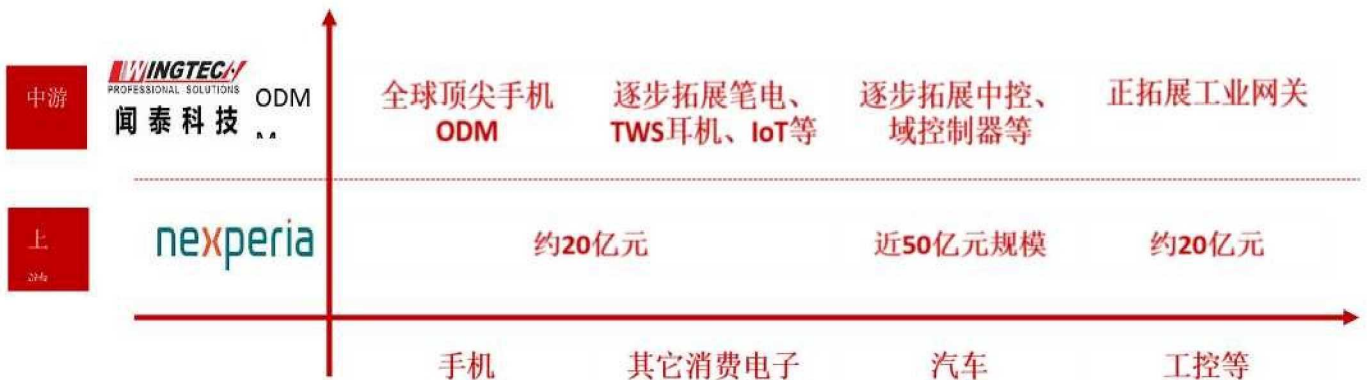 中游
WINGTECH
PROFESSIONAL SOLUTIONS
闻泰科技
ODM
全球顶尖手机
ODM
逐步拓展笔电、
TWS耳机、IoT等
逐步拓展中控、
域控制器等
正拓展工业网关
上
nexperia
约20亿元
近50亿元规模
约20亿元
手机
其它消费电子
汽车
工控等